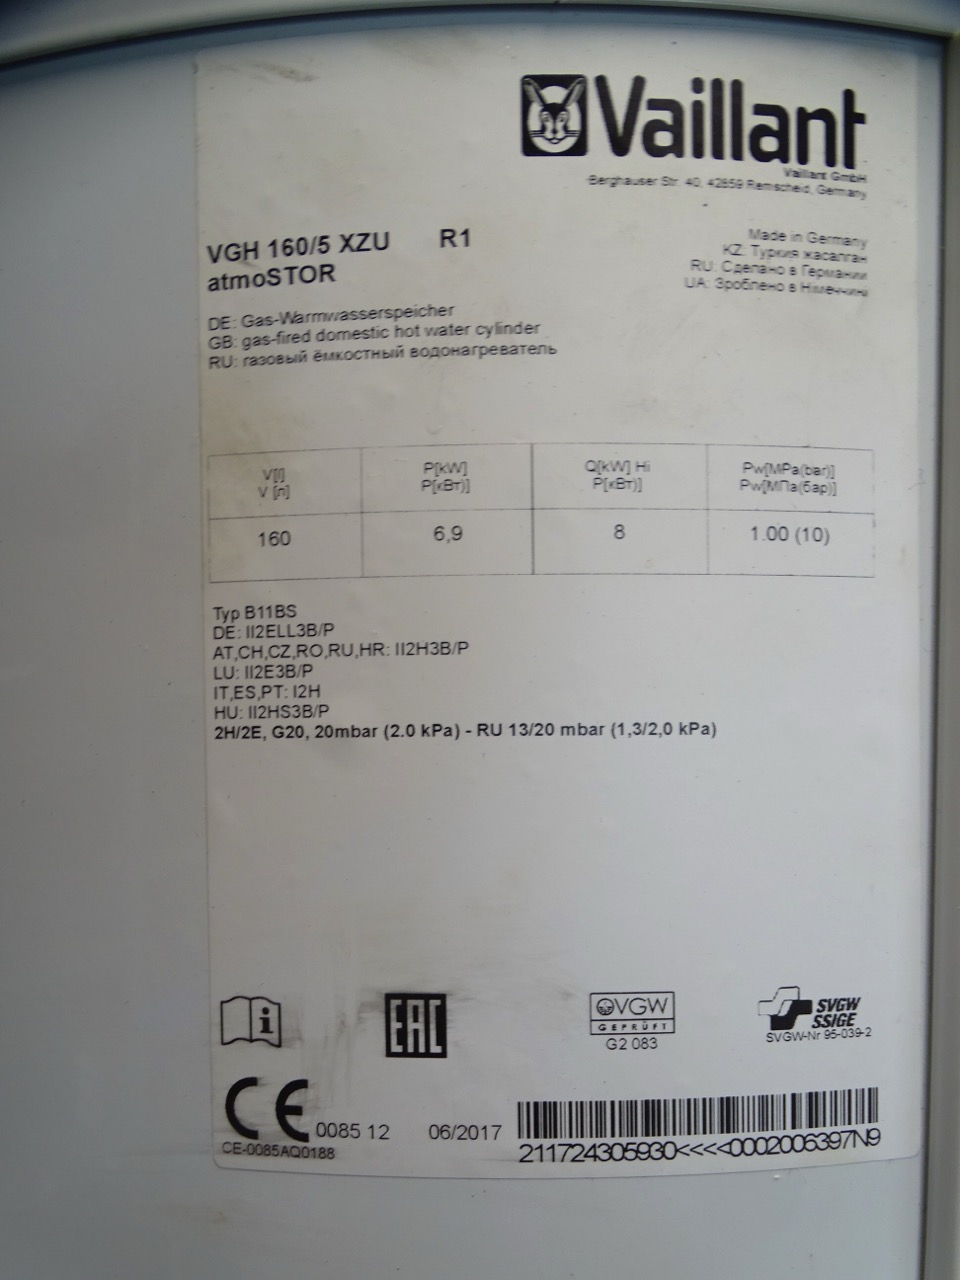 Vaillant
Vaillant GmbH
Berghauser Str. 40, 42859 Remscheid, Germany
VGH 160/5 XZU R1
atmoSTOR
Made in Germany
KZ: Туркия жасалган
RU: Сделано в Германии
UA: Зроблено в Німеччині
DE: Gas-Warmwasserspeicher
GB: gas-fired domestic hot water cylinder
RU: газовый ёмкостный водонагреватель
V[l] P[kW] Q[kW] Hi Pw[MPa(bar)]
V [л] P[кВт)] P[кВт)] Pw[МПа(бар)]
160 6,9 8 1.00 (10)
Typ B11BS
DE: II2ELL3B/P
AT,CH,CZ,RO,RU,HR: II2H3B/P
LU: II2E3B/P
IT,ES,PT: I2H
HU: II2HS3B/P
2H/2E, G20, 20mbar (2.0 kPa) - RU 13/20 mbar (1,3/2,0 kPa)
i
EAC
DVGW
GEPRÜFT
G2 083
SVGW
SSIGE
SVGW-Nr 95-039-2
CE 0085 12 06/2017
CE-0085AQ0188
211724305930<<<<0002006397N9